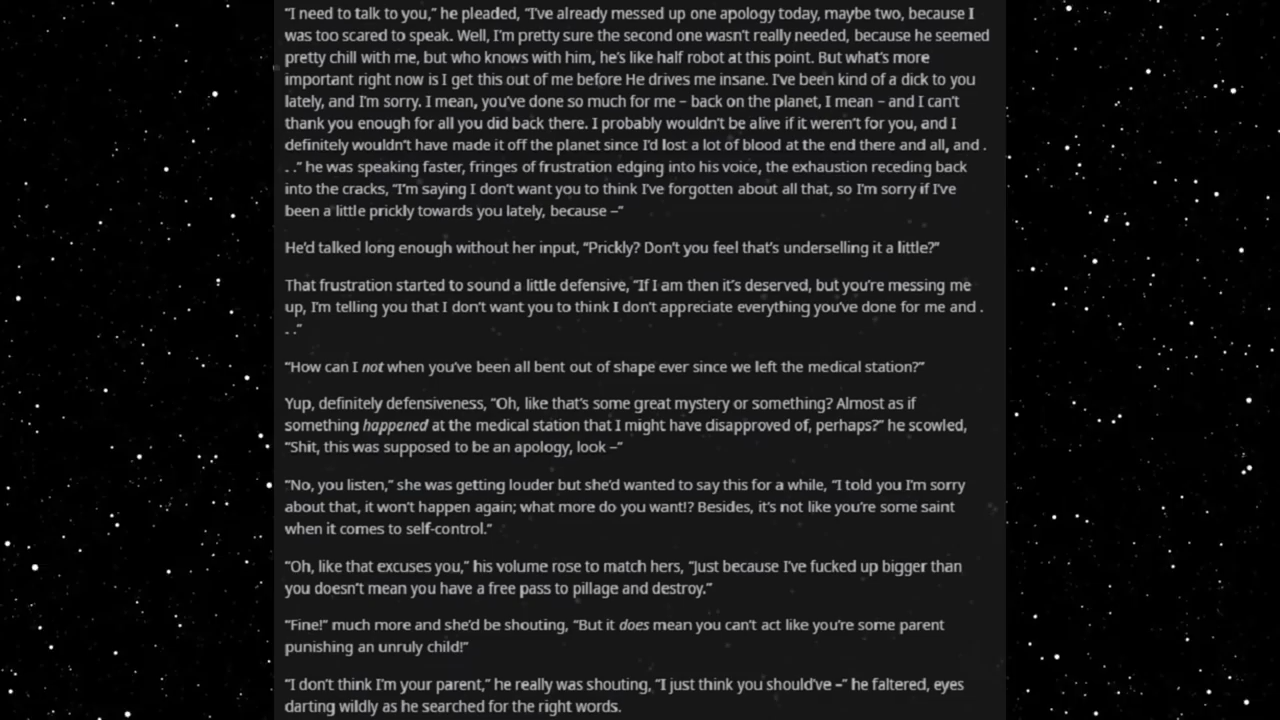 “I need to talk to you,” he pleaded, “I’ve already messed up one apology today, maybe two, because I
was too scared to speak. Well, I’m pretty sure the second one wasn’t really needed, because he seemed
pretty chill with me, but who knows with him, he’s like half robot at this point. But what’s more
important right now is I get this out of me before He drives me insane. I’ve been kind of a dick to you
lately, and I’m sorry. I mean, you’ve done so much for me – back on the planet, I mean – and I can’t
thank you enough for all you did back there. I probably wouldn’t be alive if it weren’t for you, and I
definitely wouldn’t have made it off the planet since I’d lost a lot of blood at the end there and all, and .
. .” he was speaking faster, fringes of frustration edging into his voice, the exhaustion receding back
into the cracks, “I’m saying I don’t want you to think I’ve forgotten about all that, so I’m sorry if I’ve
been a little prickly towards you lately, because –”
He’d talked long enough without her input, “Prickly? Don’t you feel that’s underselling it a little?”
That frustration started to sound a little defensive, “If I am then it’s deserved, but you’re messing me
up, I’m telling you that I don’t want you to think I don’t appreciate everything you’ve done for me and .
. .”
“How can I not when you’ve been all bent out of shape ever since we left the medical station?”
Yup, definitely defensiveness, “Oh, like that’s some great mystery or something? Almost as if
something happened at the medical station that I might have disapproved of, perhaps?” he scowled,
“Shit, this was supposed to be an apology, look –”
“No, you listen,” she was getting louder but she’d wanted to say this for a while, “I told you I’m sorry
about that, it won’t happen again; what more do you want!? Besides, it’s not like you’re some saint
when it comes to self-control.”
“Oh, like that excuses you,” his volume rose to match hers, “Just because I’ve fucked up bigger than
you doesn’t mean you have a free pass to pillage and destroy.”
“Fine!” much more and she’d be shouting, “But it does mean you can’t act like you’re some parent
punishing an unruly child!”
“I don’t think I’m your parent,” he really was shouting, “I just think you should’ve –” he faltered, eyes
darting wildly as he searched for the right words.